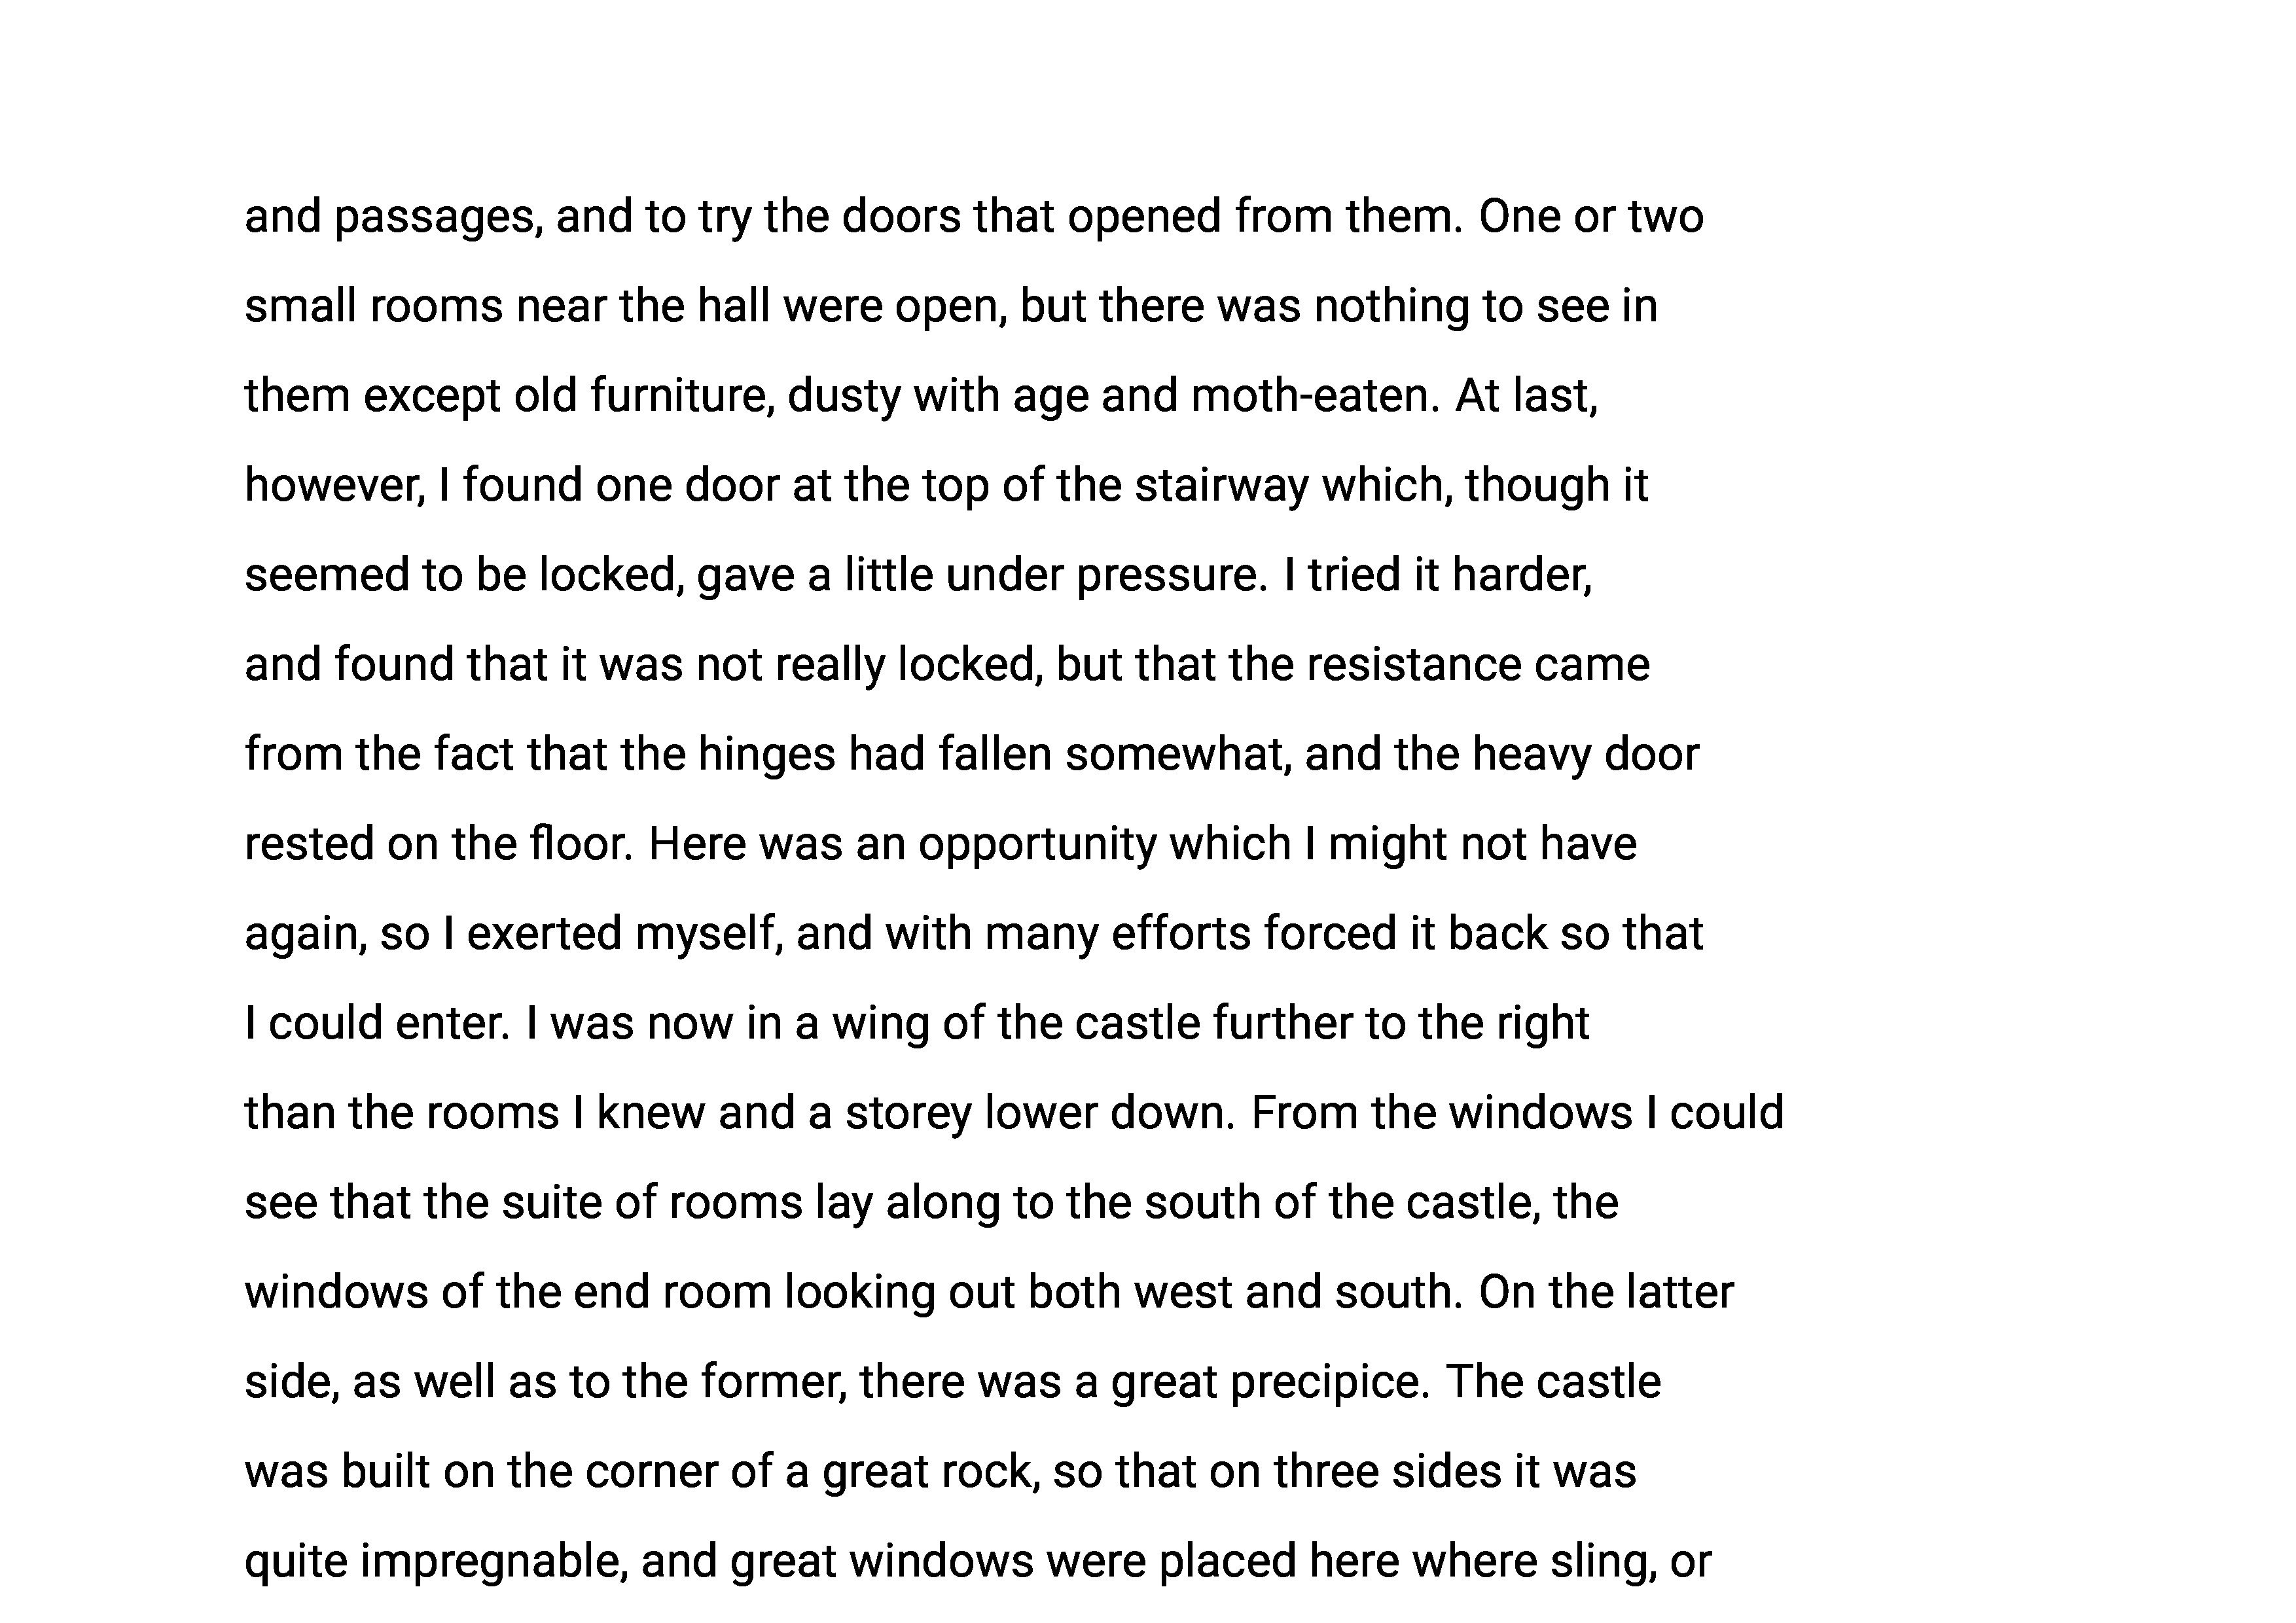 and passages, and to try the doors that opened from them. One or two
small rooms near the hall were open, but there was nothing to see in
them except old furniture, dusty with age and moth-eaten. At last,
however, I found one door at the top of the stairway which, though it
seemed to be locked, gave a little under pressure. I tried it harder,
and found that it was not really locked, but that the resistance came
from the fact that the hinges had fallen somewhat, and the heavy door
rested on the floor. Here was an opportunity which I might not have
again, so I exerted myself, and with many efforts forced it back so that
I could enter. I was now in a wing of the castle further to the right
than the rooms I knew and a storey lower down. From the windows I could
see that the suite of rooms lay along to the south of the castle, the
windows of the end room looking out both west and south. On the latter
side, as well as to the former, there was a great precipice. The castle
was built on the corner of a great rock, so that on three sides it was
quite impregnable, and great windows were placed here where sling, or